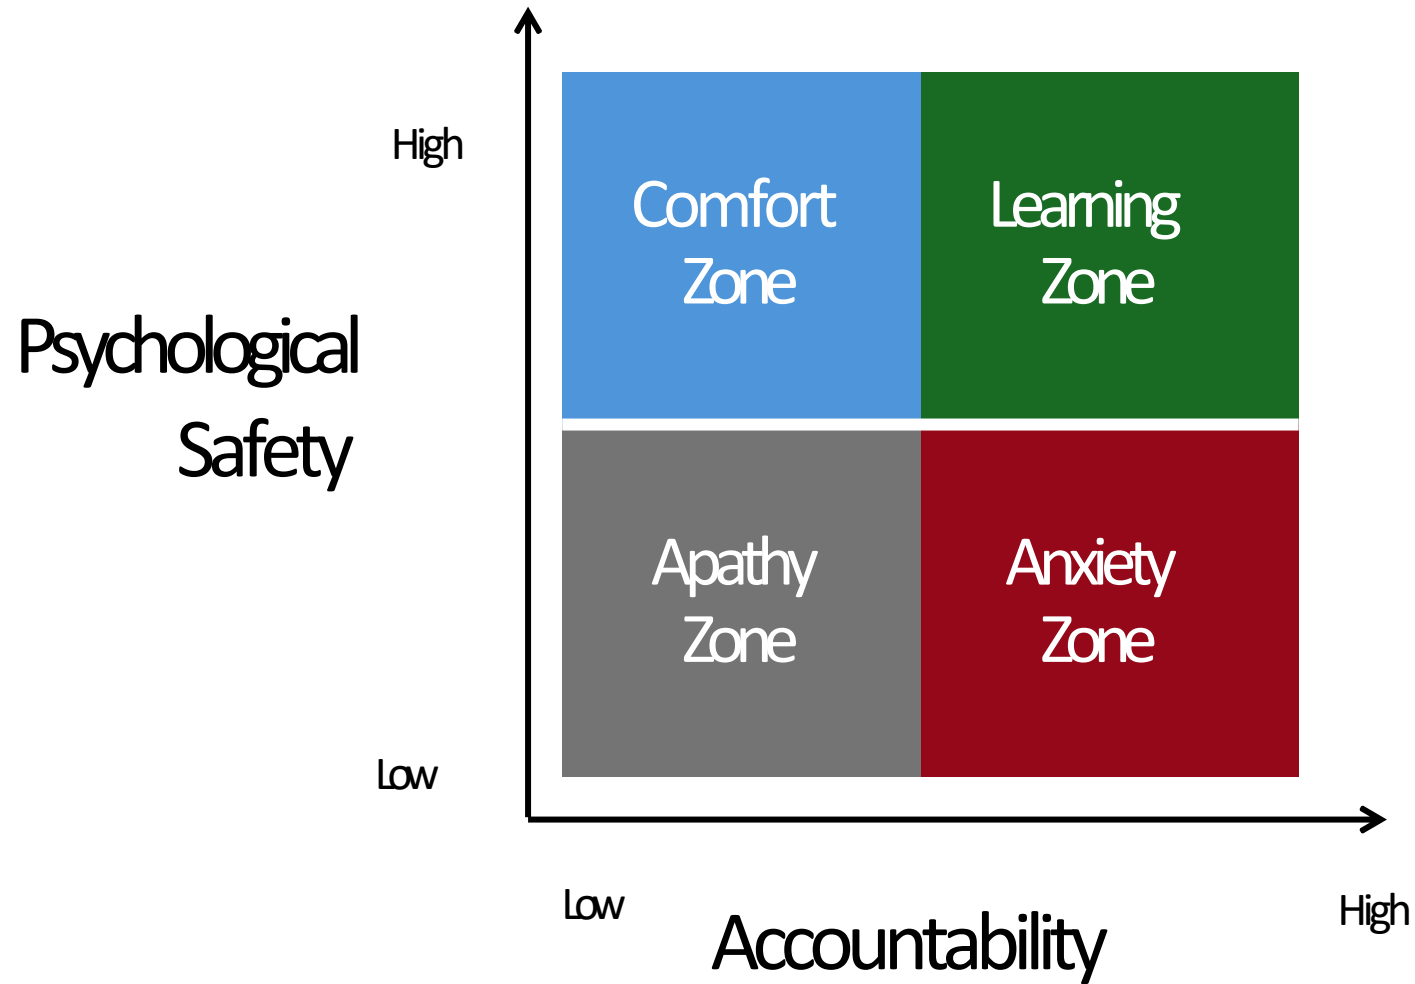 High
Comfort
Zone
Learning
Zone
Psychological
Safety
Apathy
Zone
Anxiety
Zone
Low
Low
Accountability
High